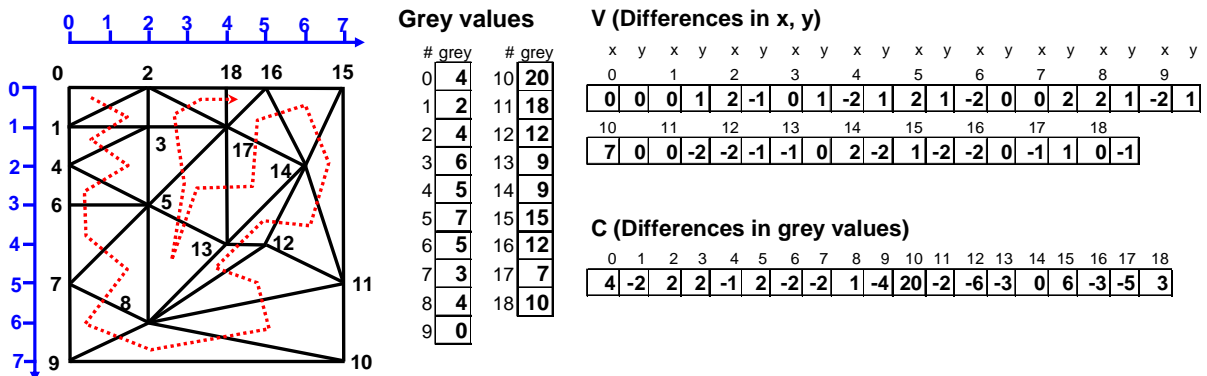 0 1 2 3 4 5 6 7
0 2 18 16 15
0
1 1
3 17
2 4 14
3 6 5
4 13 12
5 7 11
8
6
7 9 10
Grey values
# grey # grey
0 4 10 20
1 2 11 18
2 4 12 12
3 6 13 9
4 5 14 9
5 7 15 15
6 5 16 12
7 3 17 7
8 4 18 10
9 0
V (Differences in x, y)
x y x y x y x y x y x y x y x y x y x y
0 1 2 3 4 5 6 7 8 9
0 0 0 1 2 -1 0 1 -2 1 2 1 -2 0 0 2 2 1 -2 1
10 11 12 13 14 15 16 17 18
7 0 0 -2 -2 -1 -1 0 2 -2 1 -2 -2 0 -1 1 0 -1
C (Differences in grey values)
0 1 2 3 4 5 6 7 8 9 10 11 12 13 14 15 16 17 18
4 -2 2 2 -1 2 -2 -2 1 -4 20 -2 -6 -3 0 6 -3 -5 3